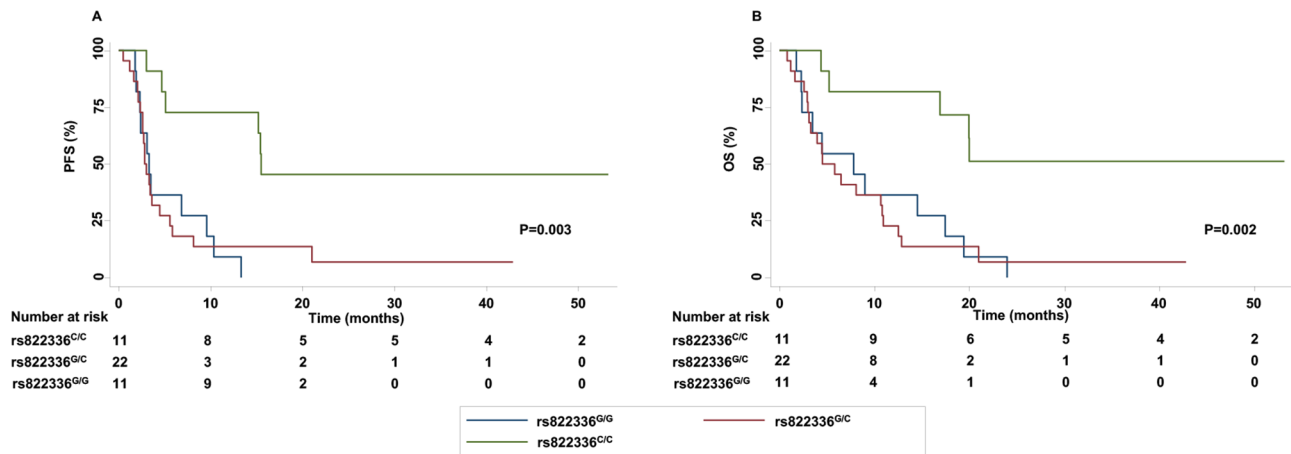 A
100
75
50
25
0
PFS (%)
P=0.003
0 10 20 30 40 50
Time (months)
Number at risk
rs822336C/C 11 8 5 5 4 2
rs822336G/C 22 3 2 1 1 0
rs822336G/G 11 9 2 0 0 0
B
100
75
50
25
0
OS (%)
P=0.002
0 10 20 30 40 50
Time (months)
Number at risk
rs822336C/C 11 9 6 5 4 2
rs822336G/C 22 8 2 1 1 0
rs822336G/G 11 4 1 0 0 0
rs822336G/G rs822336G/C
rs822336C/C